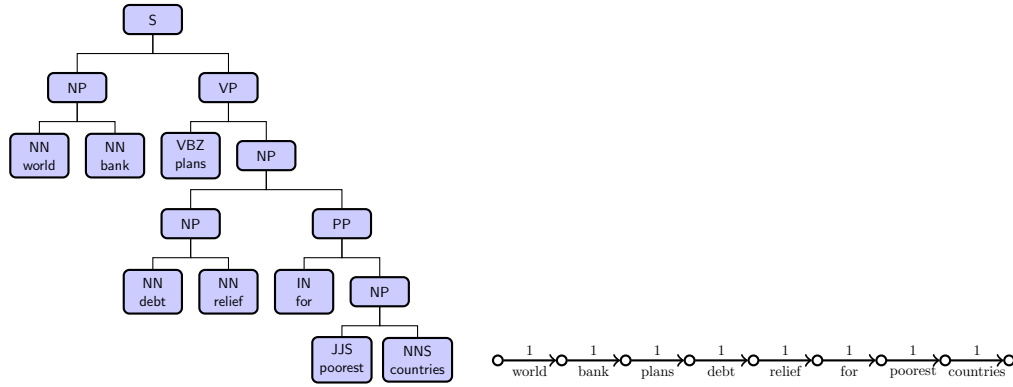 S
NP VP
NN NN VBZ NP
world bank plans
NP PP
NN NN IN NP
debt relief for
JJS NNS
poorest countries
1 1 1 1 1 1 1 1
world bank plans debt relief for poorest countries